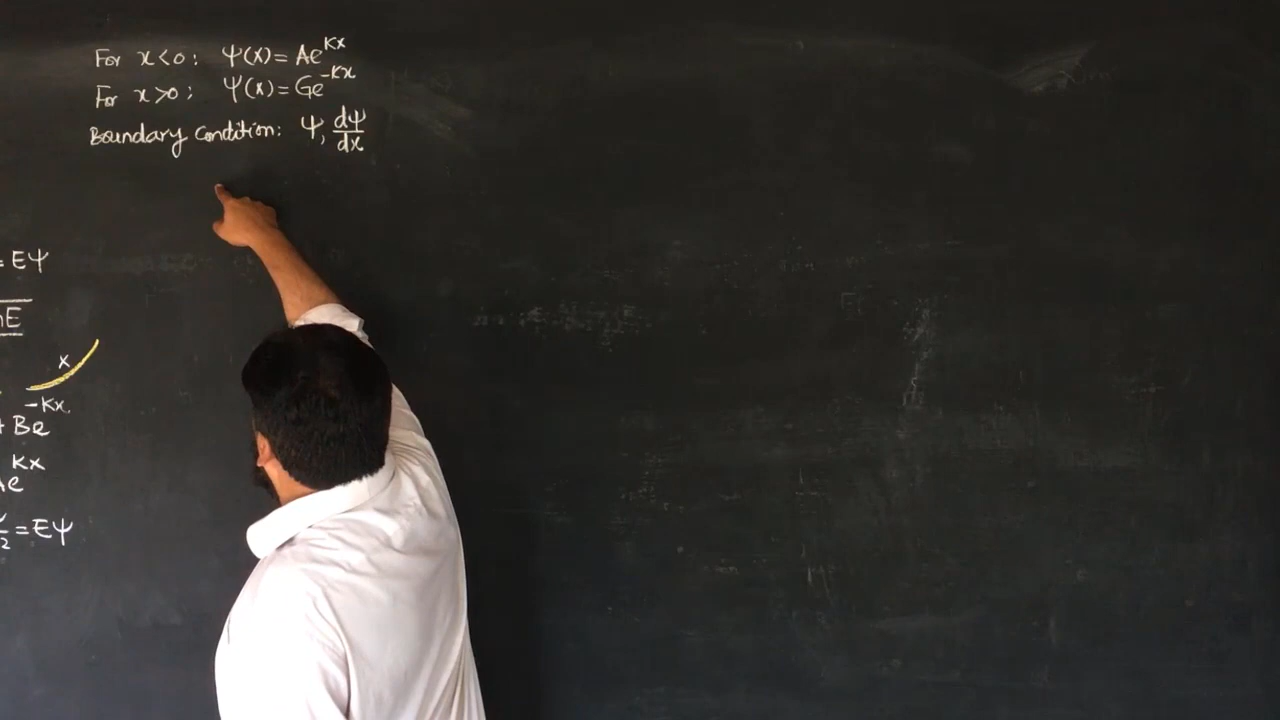 For x<0: Ψ(x)=Ae^{Kx}
For x>0; Ψ(x)=Ge^{-Kx}
Boundary Condition: Ψ, dΨ/dx
= EΨ
E
x
Be^{-Kx}
e^{Kx}
=EΨ